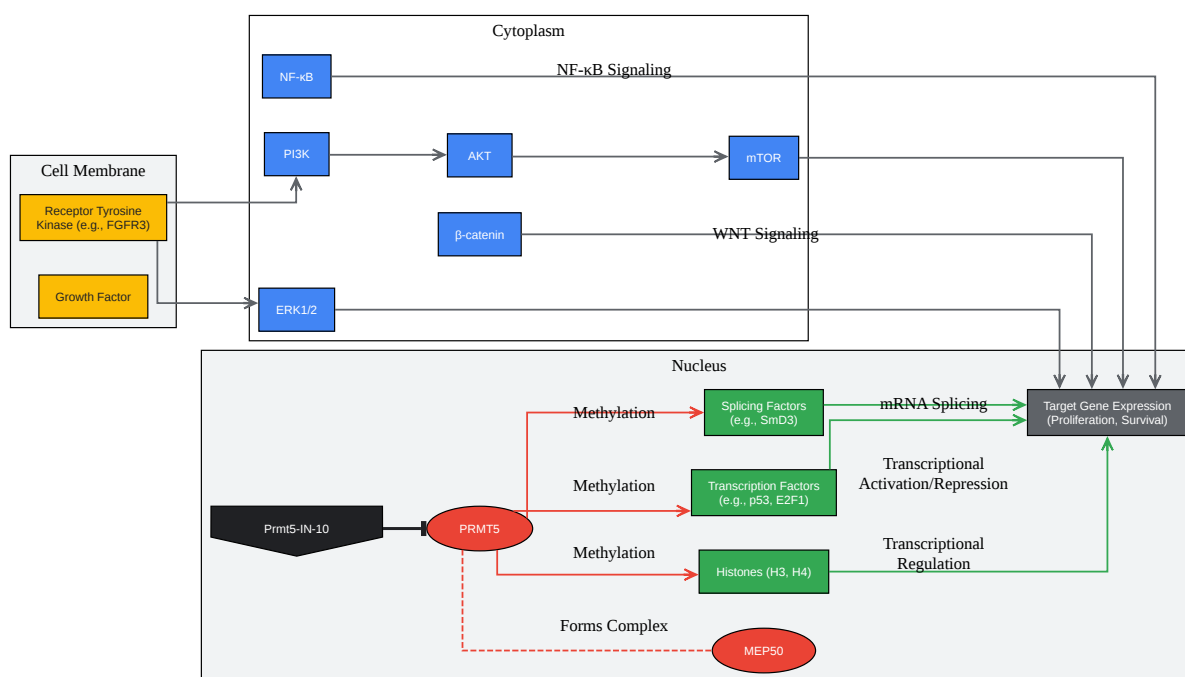 Cytoplasm
NF-κB
NF-κB Signaling
PI3K
AKT
mTOR
Cell Membrane
Receptor Tyrosine
Kinase (e.g., FGFR3)
β-catenin
WNT Signaling
Growth Factor
ERK1/2
Nucleus
Methylation
Splicing Factors
(e.g., SmD3)
mRNA Splicing
Target Gene Expression
(Proliferation, Survival)
Methylation
Transcription Factors
(e.g., p53, E2F1)
Transcriptional
Activation/Repression
Prmt5-IN-10
PRMT5
Methylation
Histones (H3, H4)
Transcriptional
Regulation
Forms Complex
MEP50